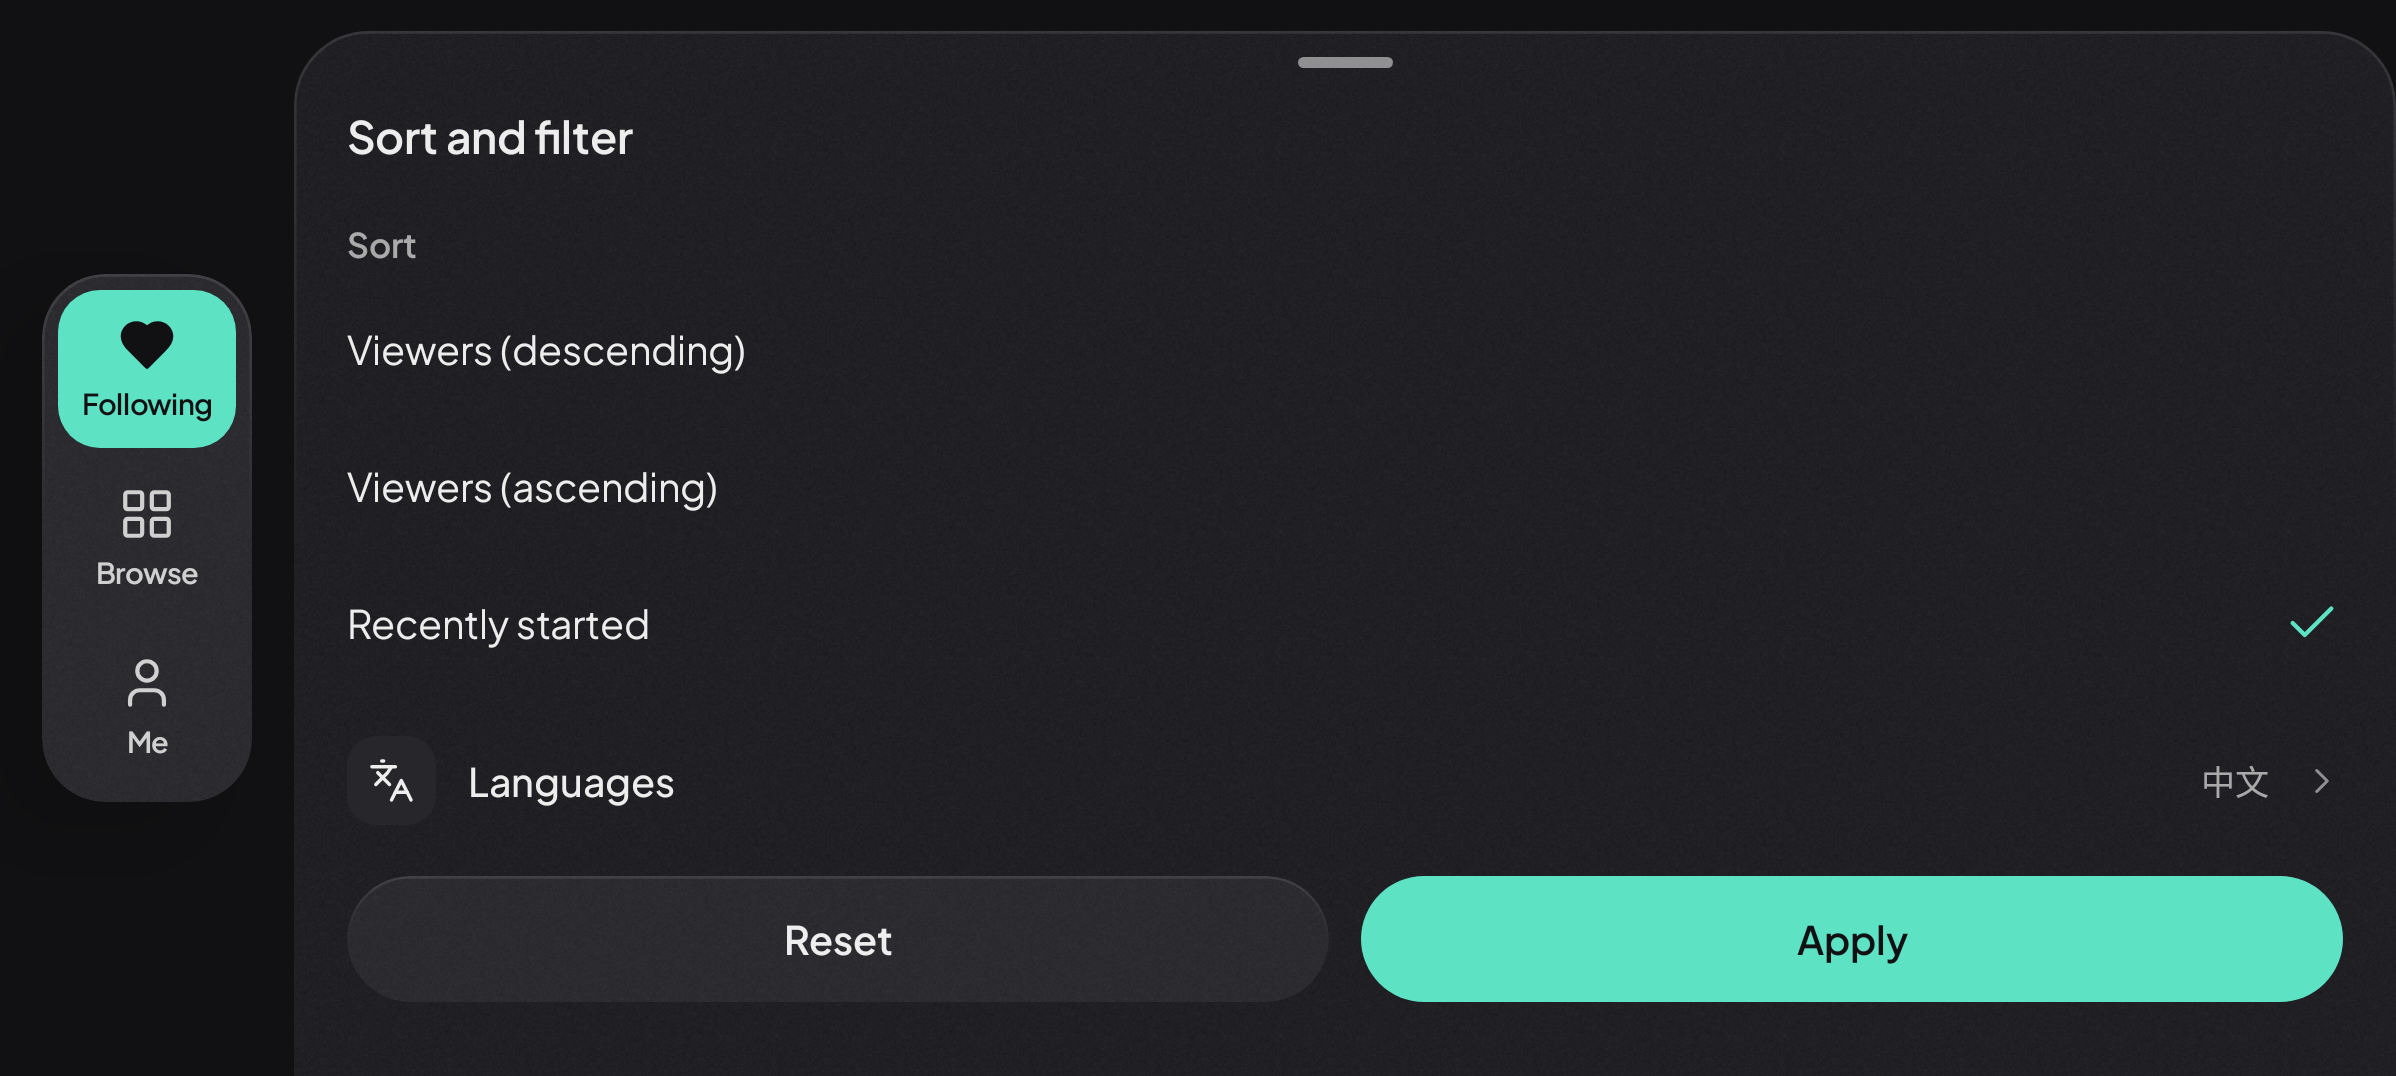 Sort and filter
Sort
Viewers (descending)
Viewers (ascending)
Recently started
Languages 中文
Reset Apply
Following
Browse
Me